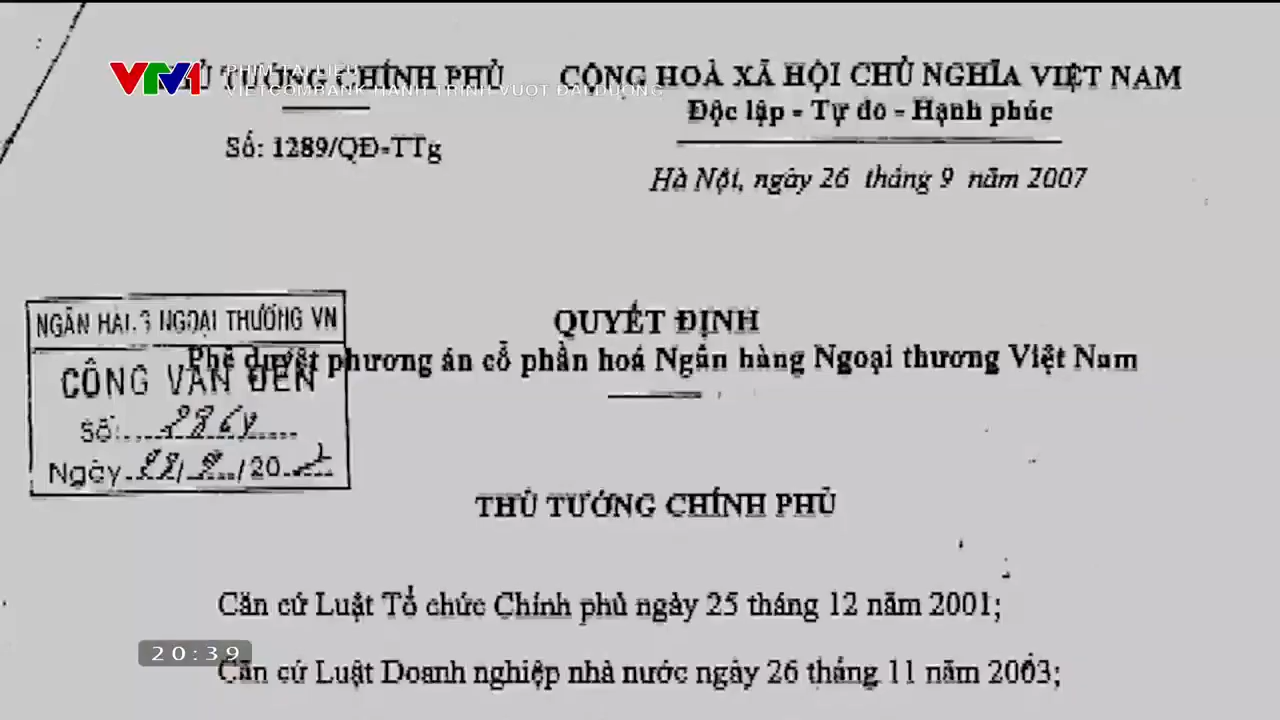 VTV1
PHIM TÀI LIỆU
VIETCOMBANK HÀNH TRÌNH VƯỢT ĐẠI DƯƠNG
THỦ TƯỚNG CHÍNH PHỦ
CỘNG HOÀ XÃ HỘI CHỦ NGHĨA VIỆT NAM
Độc lập - Tự do - Hạnh phúc
Số: 1289/QĐ-TTg
Hà Nội, ngày 26 tháng 9 năm 2007
NGÂN HÀNG NGOẠI THƯƠNG VN
CÔNG VĂN ĐẾN
Số:
Ngày / /20
QUYẾT ĐỊNH
Phê duyệt phương án cổ phần hoá Ngân hàng Ngoại thương Việt Nam
THỦ TƯỚNG CHÍNH PHỦ
Căn cứ Luật Tổ chức Chính phủ ngày 25 tháng 12 năm 2001;
20:39
Căn cứ Luật Doanh nghiệp nhà nước ngày 26 tháng 11 năm 2003;